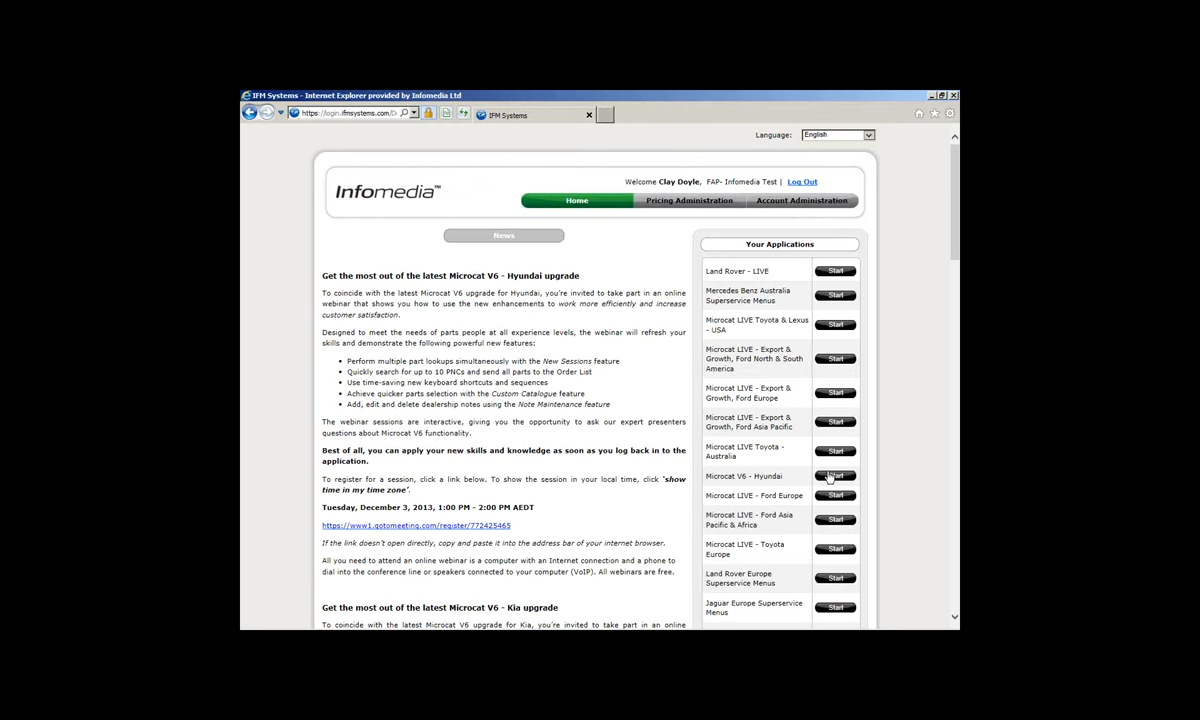 IFM Systems - Internet Explorer provided by Infomedia Ltd
https://login.ifmsystems.com/D
IFM Systems
Language: English
Infomedia™
Welcome Clay Doyle, FAP- Infomedia Test | Log Out
Home Pricing Administration Account Administration
News
Get the most out of the latest Microcat V6 - Hyundai upgrade
To coincide with the latest Microcat V6 upgrade for Hyundai, you're invited to take part in an online
webinar that shows you how to use the new enhancements to work more efficiently and increase
customer satisfaction.
Designed to meet the needs of parts people at all experience levels, the webinar will refresh your
skills and demonstrate the following powerful new features:
• Perform multiple part lookups simultaneously with the New Sessions feature
• Quickly search for up to 10 PNCs and send all parts to the Order List
• Use time-saving new keyboard shortcuts and sequences
• Achieve quicker parts selection with the Custom Catalogue feature
• Add, edit and delete dealership notes using the Note Maintenance feature
The webinar sessions are interactive, giving you the opportunity to ask our expert presenters
questions about Microcat V6 functionality.
Best of all, you can apply your new skills and knowledge as soon as you log back in to the
application.
To register for a session, click a link below. To show the session in your local time, click 'show
time in my time zone'.
Tuesday, December 3, 2013, 1:00 PM - 2:00 PM AEDT
https://www1.gotomeeting.com/register/772425465
If the link doesn't open directly, copy and paste it into the address bar of your internet browser.
All you need to attend an online webinar is a computer with an Internet connection and a phone to
dial into the conference line or speakers connected to your computer (VoIP). All webinars are free.
Get the most out of the latest Microcat V6 - Kia upgrade
To coincide with the latest Microcat V6 upgrade for Kia, you're invited to take part in an online
Your Applications
Land Rover - LIVE Start
Mercedes Benz Australia
Superservice Menus Start
Microcat LIVE Toyota & Lexus
- USA Start
Microcat LIVE - Export &
Growth, Ford North & South
America Start
Microcat LIVE - Export &
Growth, Ford Europe Start
Microcat LIVE - Export &
Growth, Ford Asia Pacific Start
Microcat LIVE Toyota -
Australia Start
Microcat V6 - Hyundai Start
Microcat LIVE - Ford Europe Start
Microcat LIVE - Ford Asia
Pacific & Africa Start
Microcat LIVE - Toyota
Europe Start
Land Rover Europe
Superservice Menus Start
Jaguar Europe Superservice
Menus Start